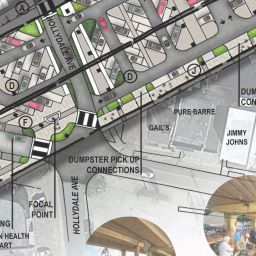 HOLLYDALE AVE
D
A
D
J
F
DUM
CON
PURE BARRE
GAIL'S
JIMMY
JOHNS
DUMPSTER PICK UP
CONNECTIONS
FOCAL
POINT
HOLLYDALE AVE
NG
N HEALTH
ART